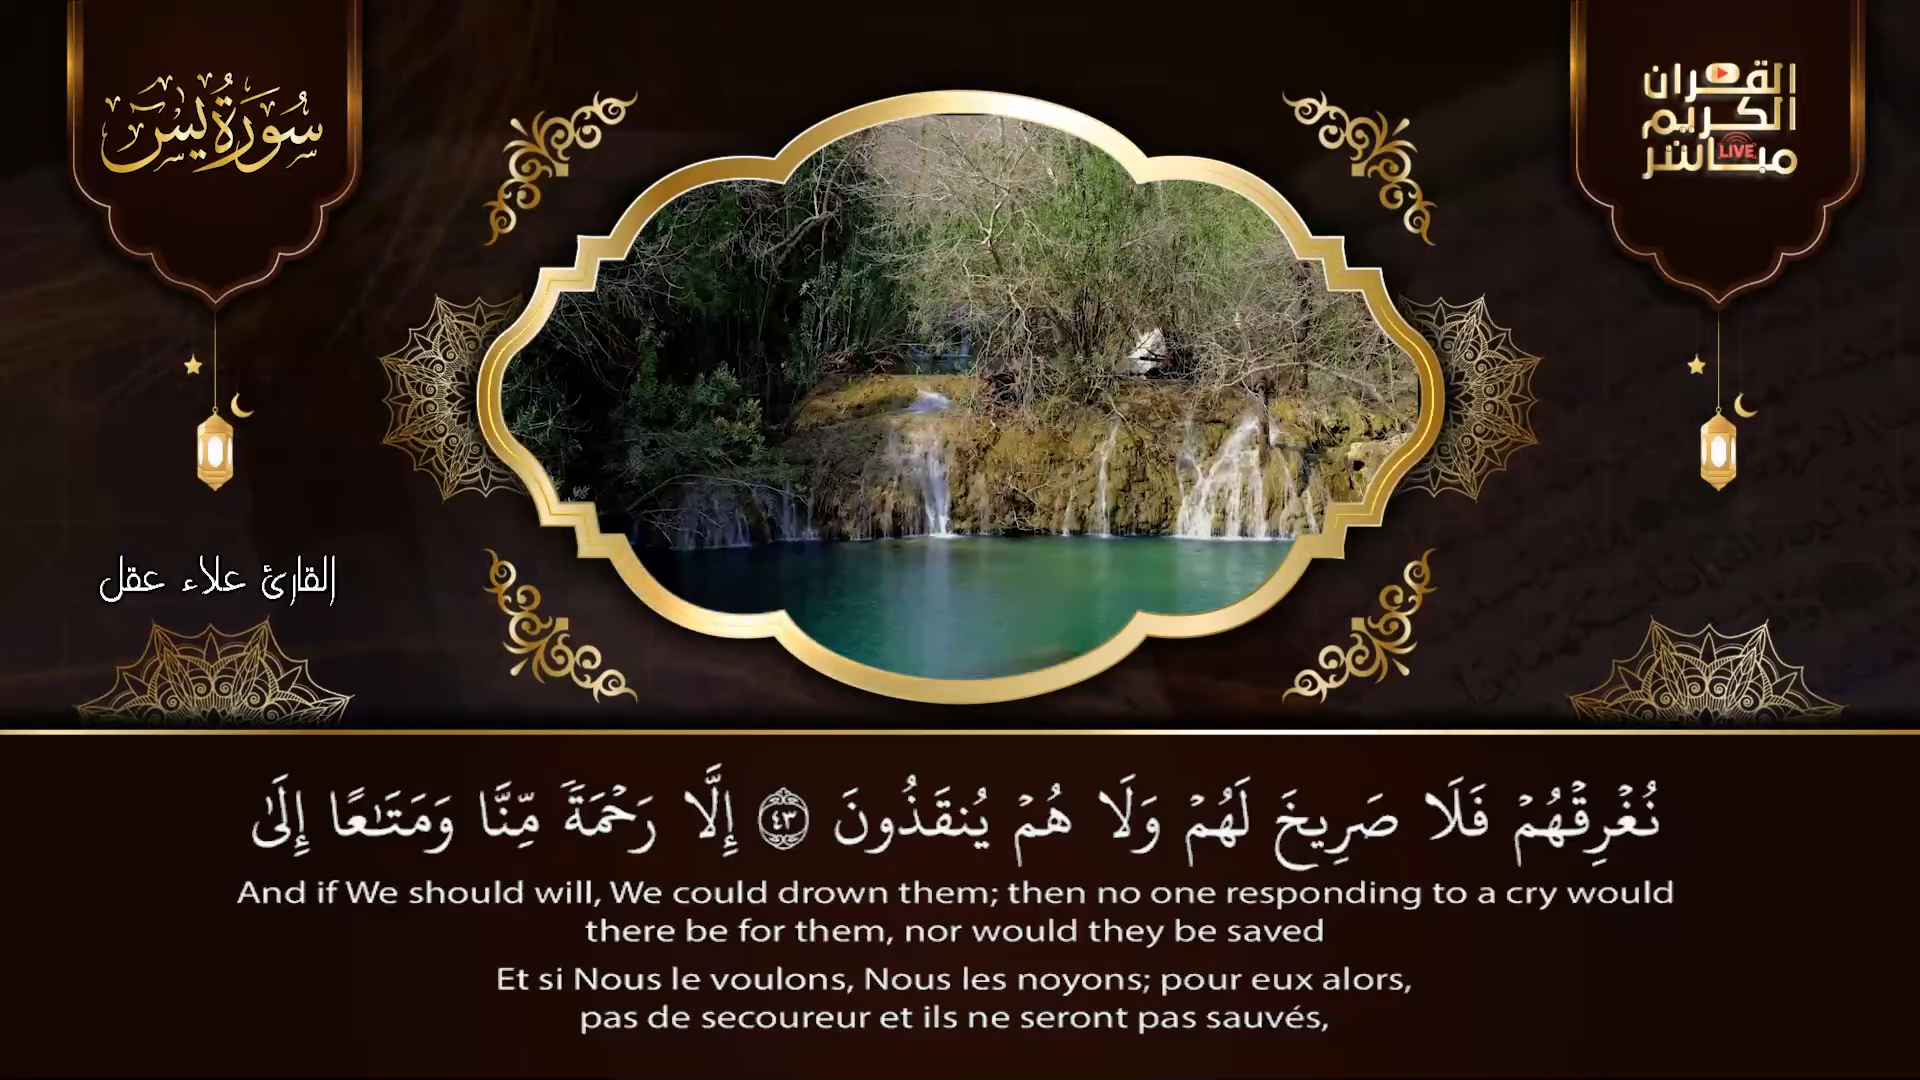 سُورَةُ يسٓ
القرآن
الكريم
مباشر
LIVE
القارئ علاء عقل
نُغۡرِقۡهُمۡ فَلَا صَرِيخَ لَهُمۡ وَلَا هُمۡ يُنقَذُونَ ٤٣ إِلَّا رَحۡمَةٗ مِّنَّا وَمَتَٰعًا إِلَىٰ
And if We should will, We could drown them; then no one responding to a cry would
there be for them, nor would they be saved
Et si Nous le voulons, Nous les noyons; pour eux alors,
pas de secoureur et ils ne seront pas sauvés,